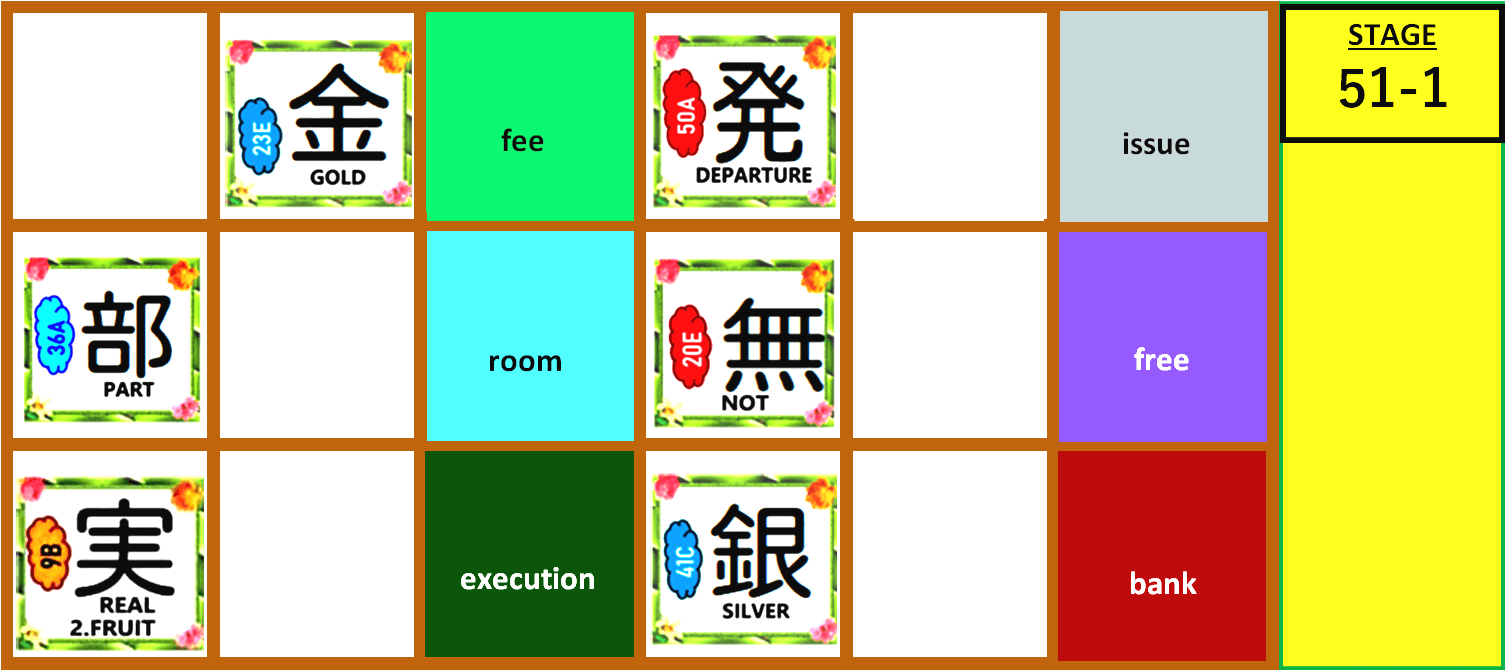 23E
金
GOLD
fee
50A
発
DEPARTURE
issue
STAGE
51-1
36A
部
PART
room
20E
無
NOT
free
9B
実
REAL
2.FRUIT
execution
41C
銀
SILVER
bank